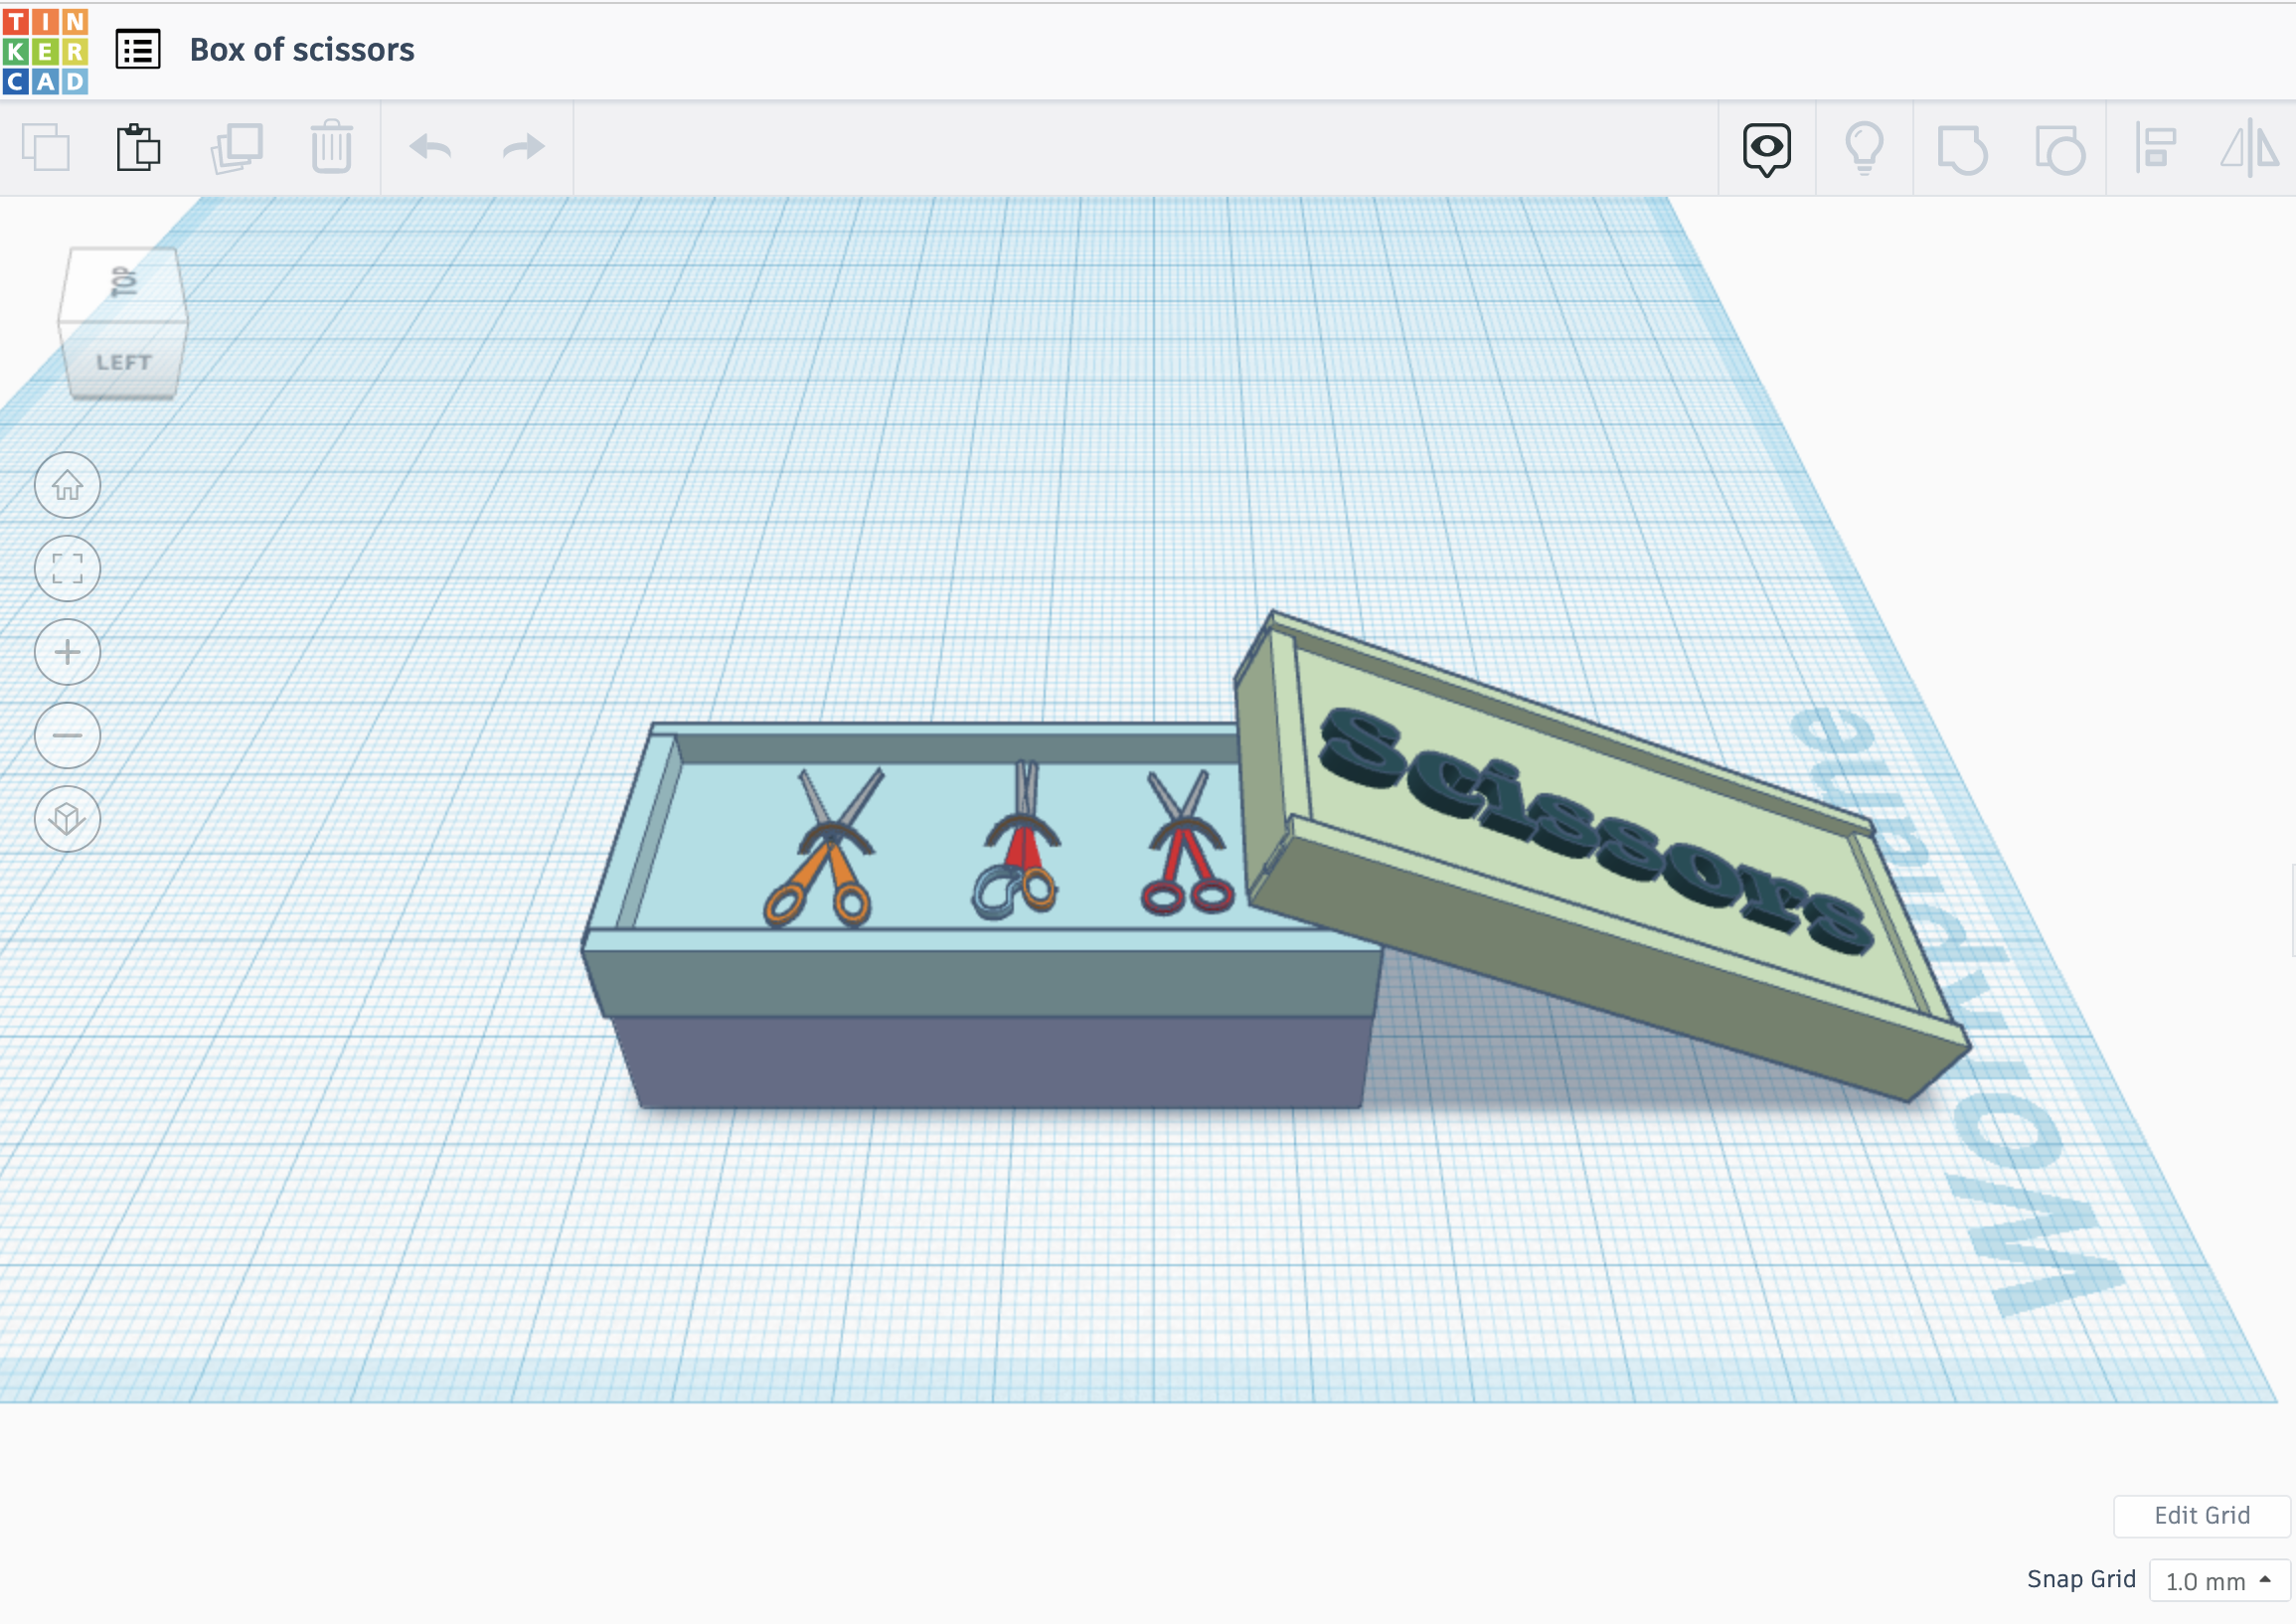 TIN
KER
CAD
Box of scissors
TOP
LEFT
Scissors
Workplane
Edit Grid
Snap Grid 1.0 mm